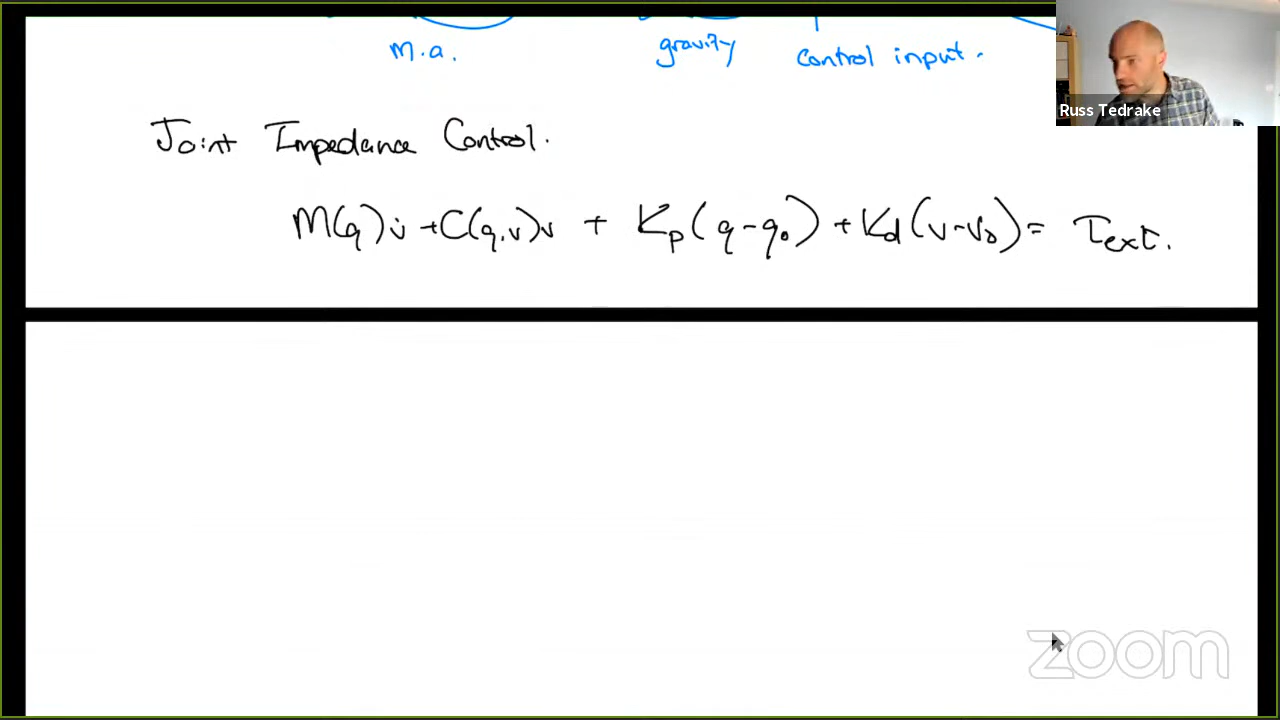 m.a. gravity control input.
Russ Tedrake
Joint Impedance Control.
M(q)v̇ + C(q,v)v + Kp(q-q₀) + Kd(v-v₀) = τext.
zoom